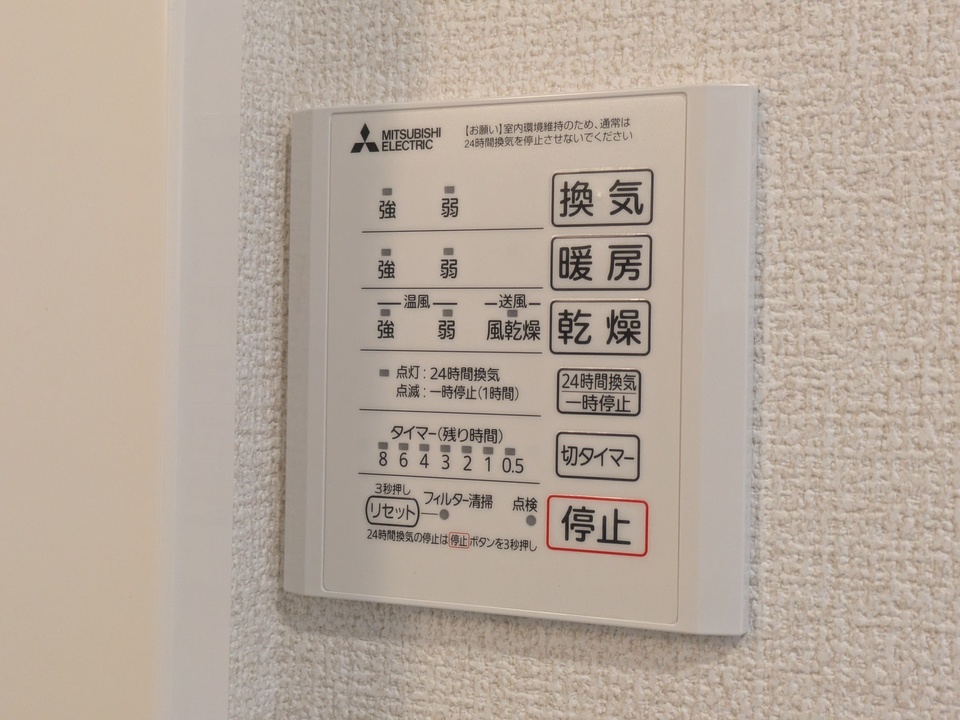 MITSUBISHI
ELECTRIC
【お願い】室内環境維持のため、通常は
24時間換気を停止させないでください
強 弱 換気
強 弱 暖房
温風 送風
強 弱 風乾燥 乾燥
点灯:24時間換気
点滅:一時停止(1時間)
24時間換気
一時停止
タイマー(残り時間)
8 6 4 3 2 1 0.5
切タイマー
3秒押し
リセット フィルター清掃 点検
停止
24時間換気の停止は停止ボタンを3秒押し